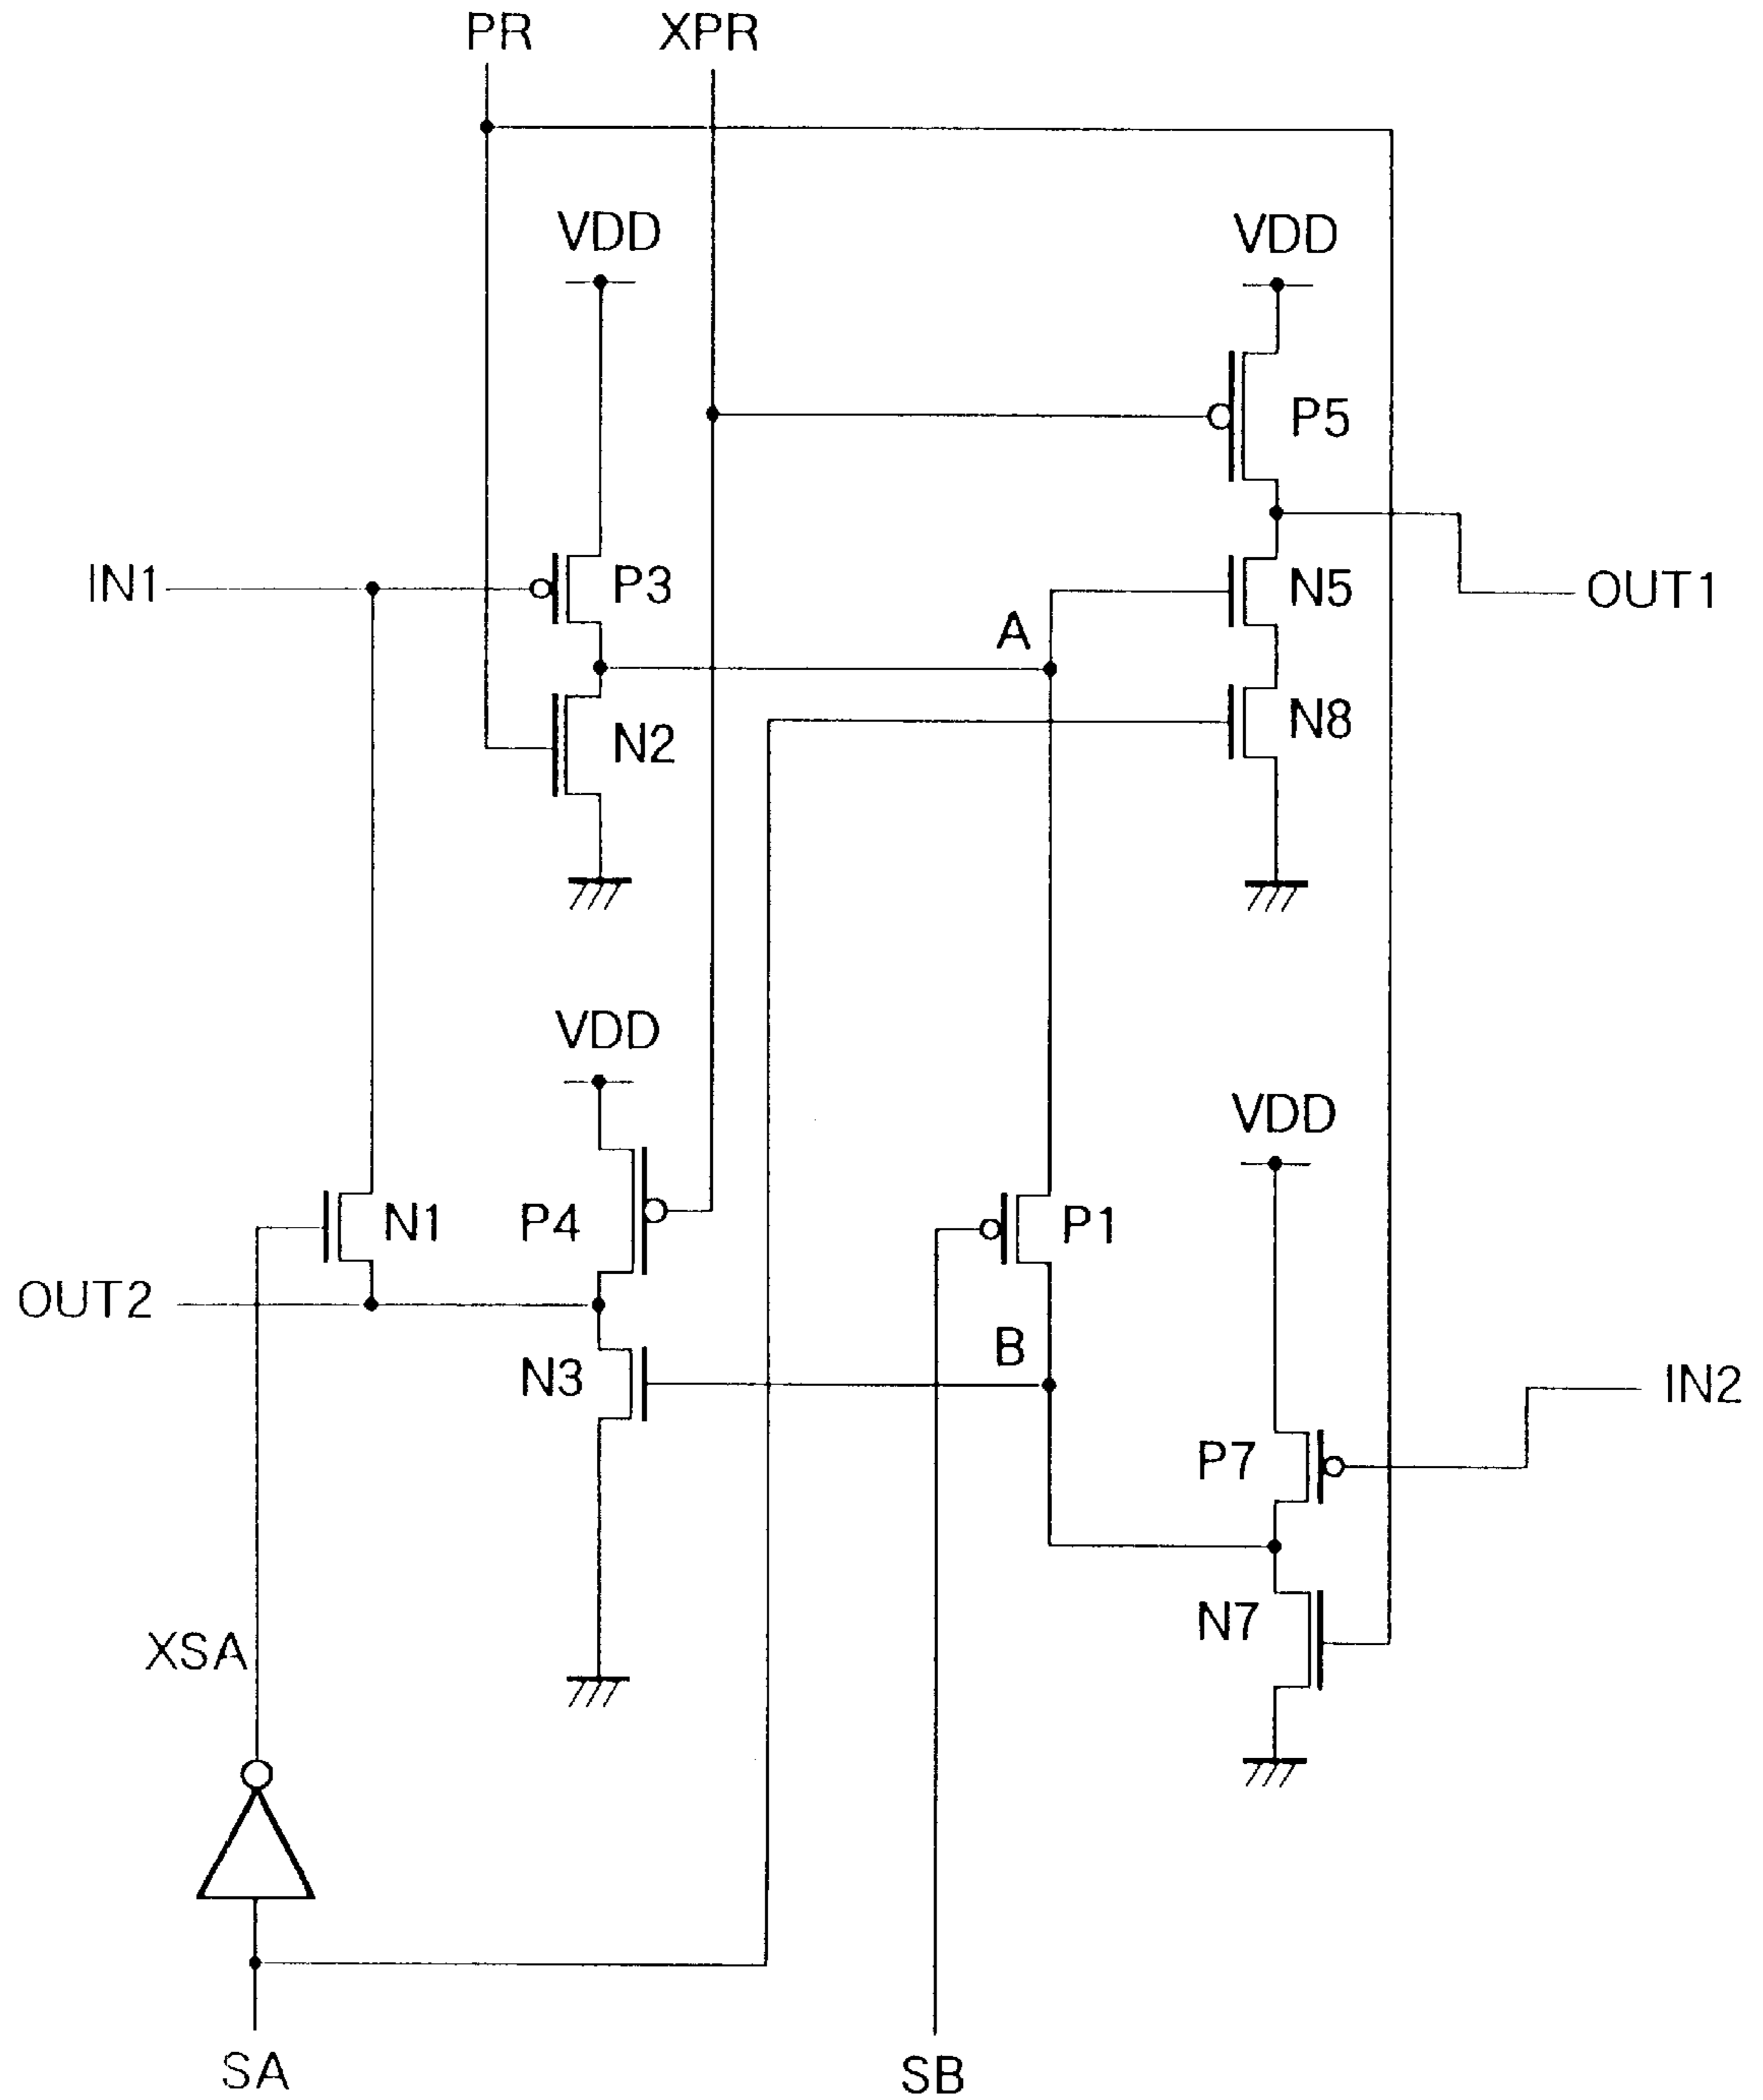 PR XPR
VDD VDD
P5
IN1 P3 N5 OUT1
A
N8
N2
VDD
VDD
N1 P4 P1
OUT2
B
N3 IN2
P7
N7
XSA
SA SB